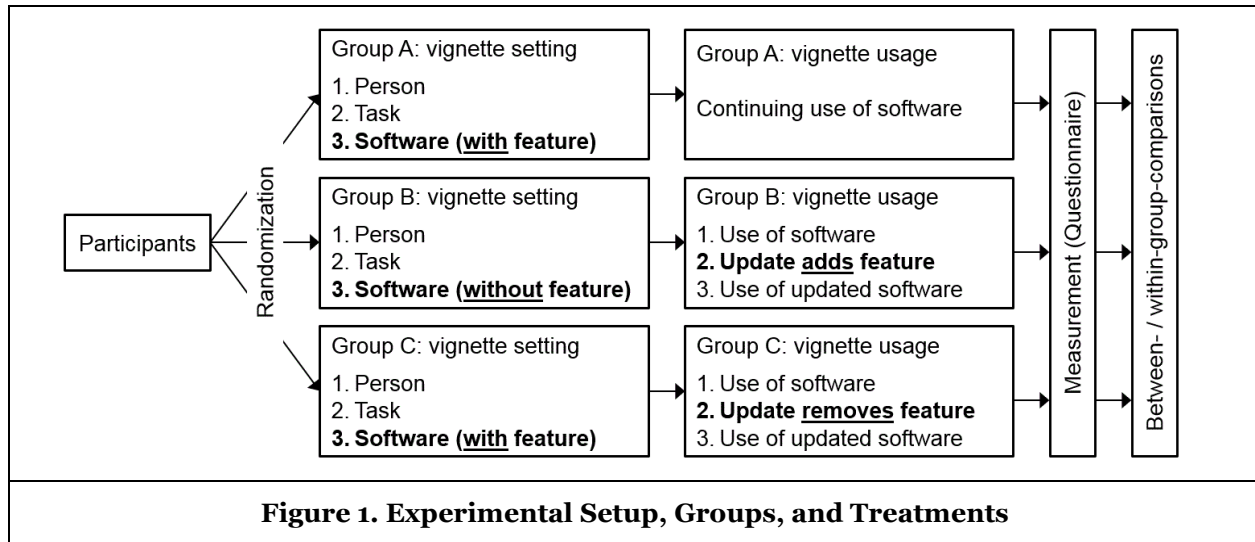 Participants
Randomization
Group A: vignette setting
1. Person
2. Task
3. Software (with feature)
Group A: vignette usage
Continuing use of software
Group B: vignette setting
1. Person
2. Task
3. Software (without feature)
Group B: vignette usage
1. Use of software
2. Update adds feature
3. Use of updated software
Group C: vignette setting
1. Person
2. Task
3. Software (with feature)
Group C: vignette usage
1. Use of software
2. Update removes feature
3. Use of updated software
Measurement (Questionnaire)
Between- / within-group-comparisons
Figure 1. Experimental Setup, Groups, and Treatments